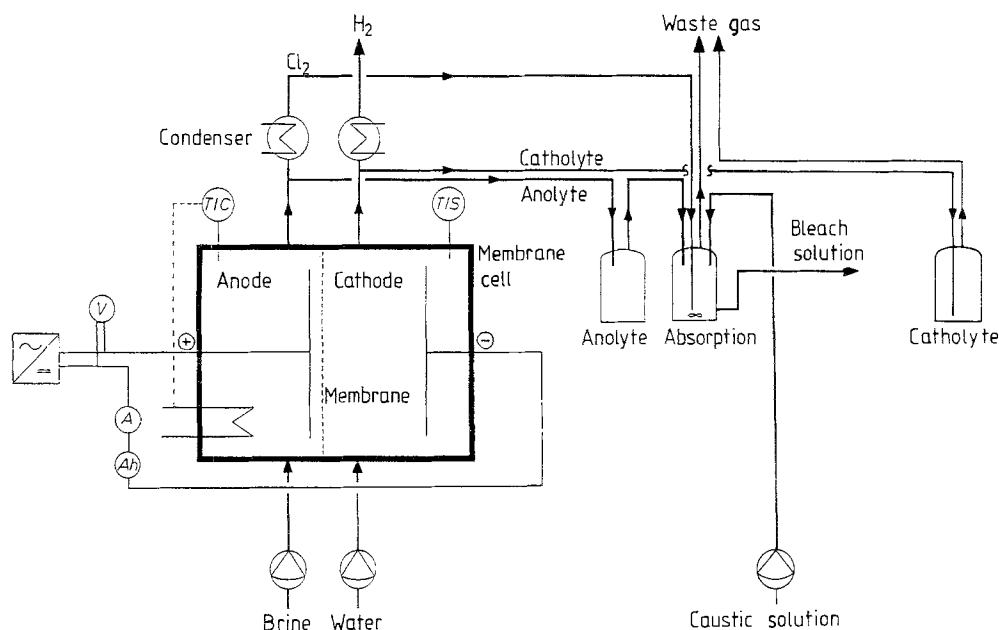 H2
Waste gas
Cl2
Condenser
Catholyte
Anolyte
TIC
TIS
Bleach
solution
Membrane
cell
Anode
Cathode
V
+
−
Anolyte
Absorption
Catholyte
~
=
Membrane
A
Ah
Brine
Water
Caustic solution